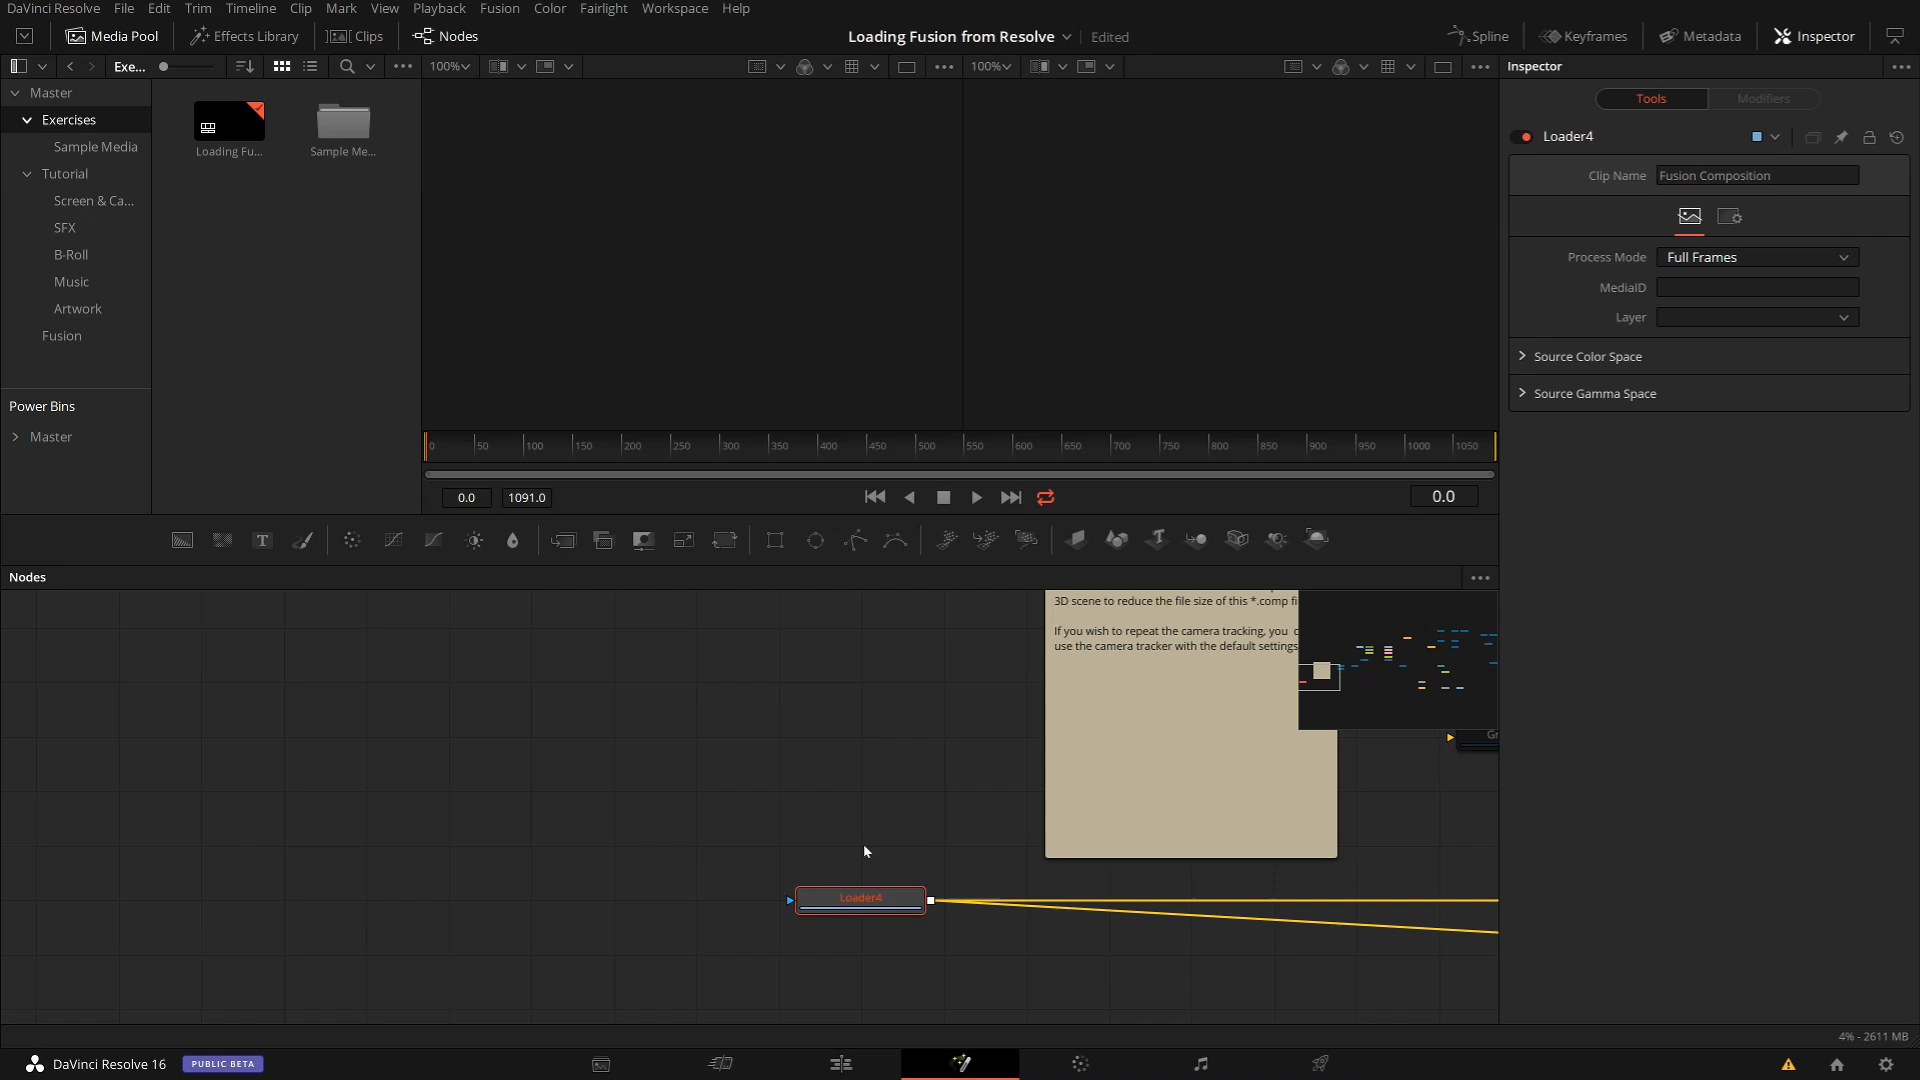 DaVinci Resolve File Edit Trim Timeline Clip Mark View Playback Fusion Color Fairlight Workspace Help
Media Pool Effects Library Clips Nodes Loading Fusion from Resolve Edited Spline Keyframes Metadata Inspector
Exe... 100% 100% Inspector
Master
Exercises
Sample Media
Tutorial
Screen & Ca...
SFX
B-Roll
Music
Artwork
Fusion
Power Bins
Master
Loading Fu...
Sample Me...
0 50 100 150 200 250 300 350 400 450 500 550 600 650 700 750 800 850 900 950 1000 1050
0.0 1091.0 0.0
Tools Modifiers
Loader4
Clip Name Fusion Composition
Process Mode Full Frames
MediaID
Layer
Source Color Space
Source Gamma Space
Nodes
3D scene to reduce the file size of this *.comp fi
If you wish to repeat the camera tracking, you c
use the camera tracker with the default settings
Gr
Loader4
4% - 2611 MB
DaVinci Resolve 16 PUBLIC BETA